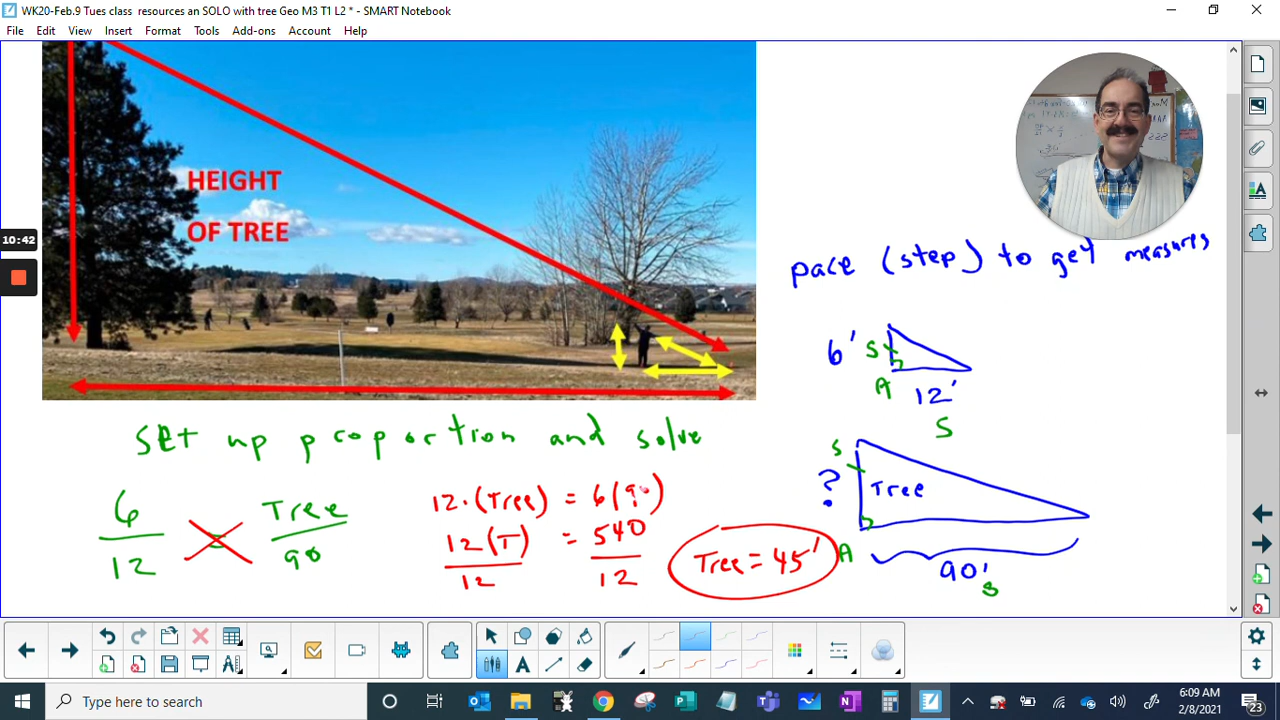 WK20-Feb.9 Tues class resources an SOLO with tree Geo M3 T1 L2 * - SMART Notebook
File Edit View Insert Format Tools Add-ons Account Help
HEIGHT
OF TREE
10:42
pace (step) to get measures
6' S
A 12'
S
set up proportion and solve
S
? Tree
A 90'
S
6 Tree
12 = 90
12·(Tree) = 6(90)
12(T) = 540
12 12
Tree = 45'
Type here to search
6:09 AM
2/8/2021
23